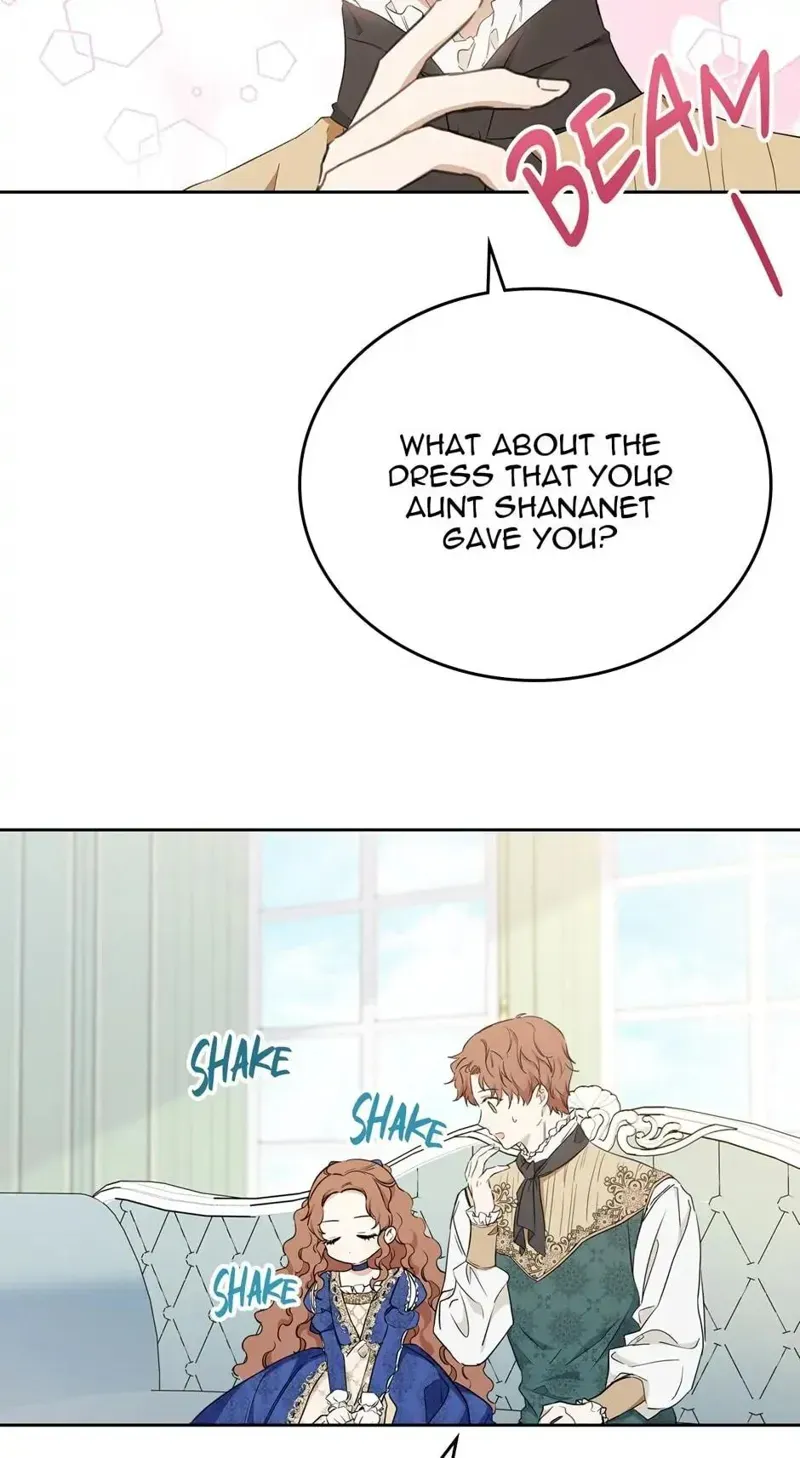 BEAM
WHAT ABOUT THE
DRESS THAT YOUR
AUNT SHANANET
GAVE YOU?
SHAKE
SHAKE
SHAKE